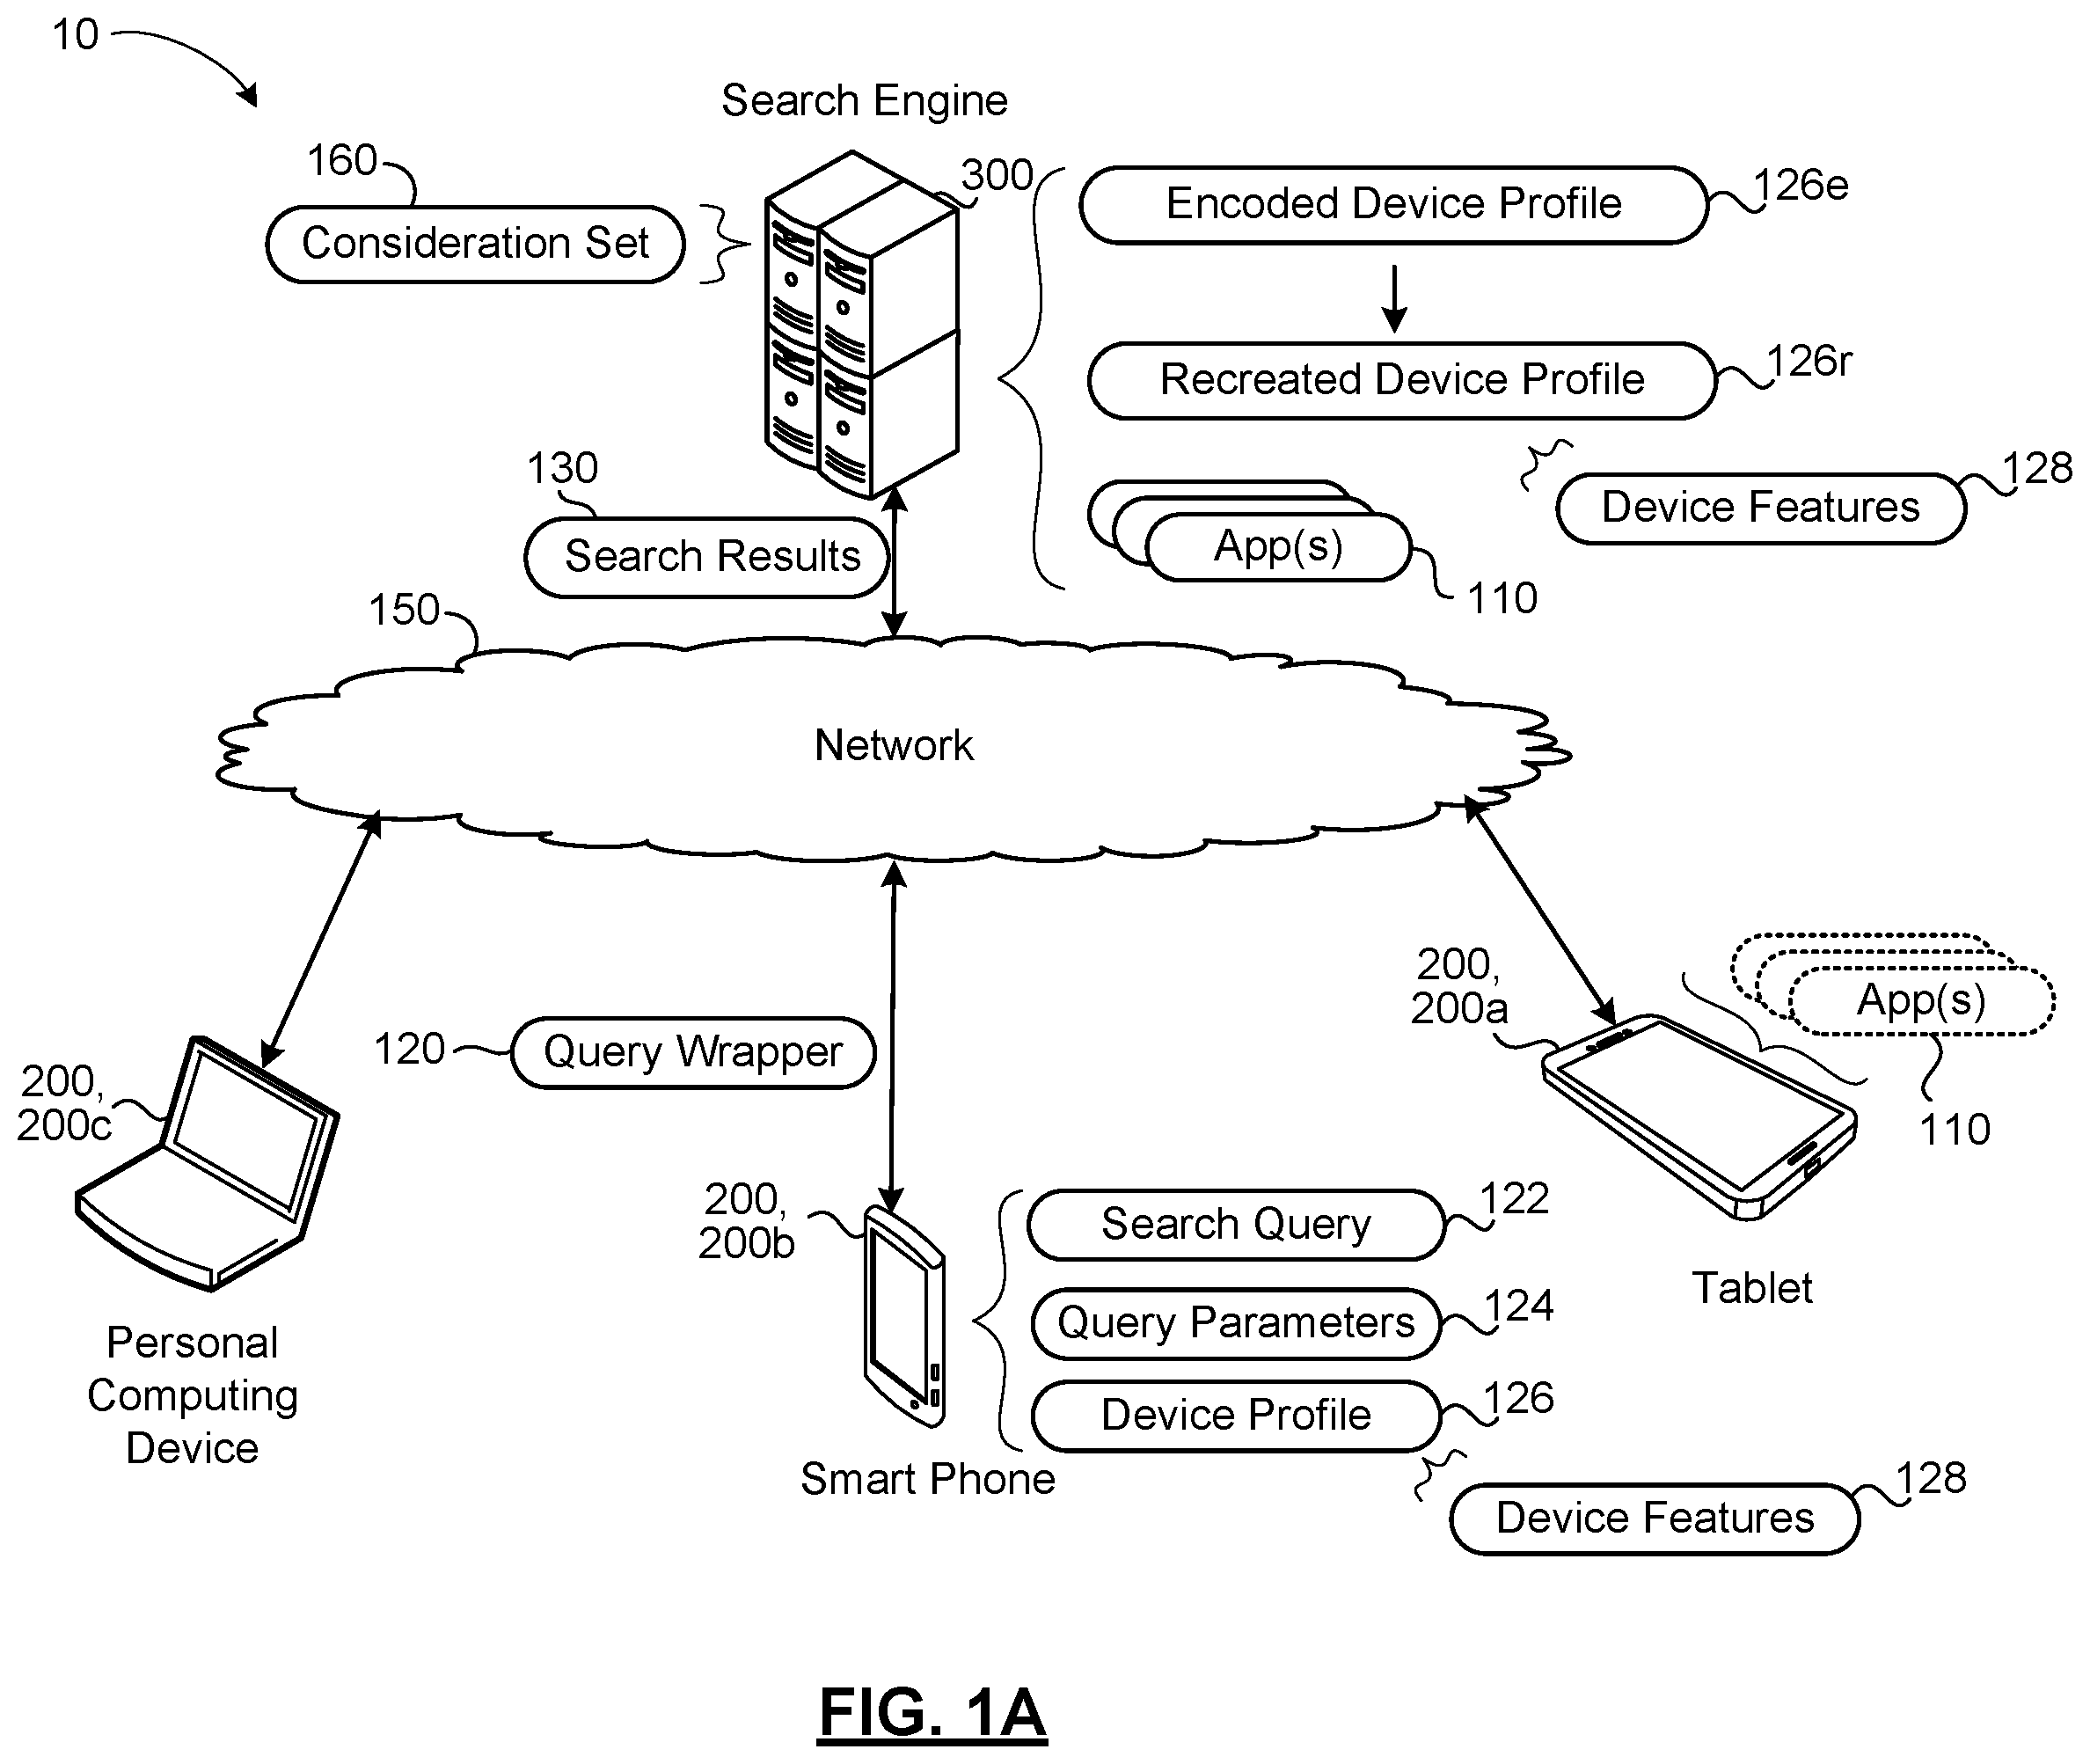 10
Search Engine
160
300
Consideration Set
Encoded Device Profile
126e
Recreated Device Profile
126r
130
Search Results
Device Features
128
App(s)
110
150
Network
200,
200a
App(s)
110
120
Query Wrapper
200,
200c
Personal
Computing
Device
200,
200b
Smart Phone
Search Query
122
Query Parameters
124
Device Profile
126
Device Features
128
Tablet
FIG. 1A